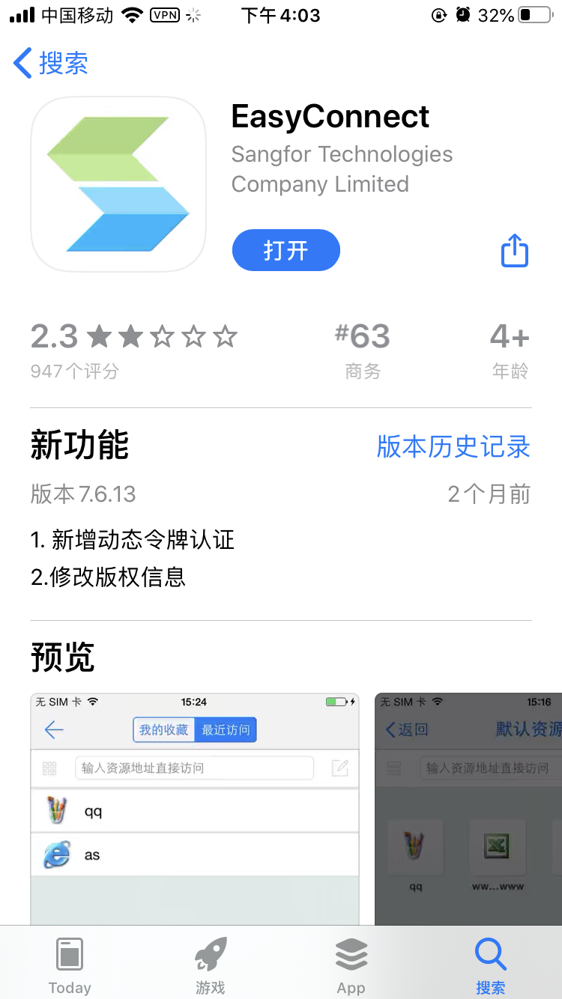 中国移动 VPN 下午4:03 32%
搜索
EasyConnect
Sangfor Technologies
Company Limited
打开
2.3 #63 4+
947个评分 商务 年龄
新功能 版本历史记录
版本 7.6.13 2个月前
1. 新增动态令牌认证
2.修改版权信息
预览
无 SIM 卡 15:24
我的收藏 最近访问
输入资源地址直接访问
qq
as
无 SIM 卡 15:16
返回 默认资源
输入资源地址直接访问
qq ww...www
Today 游戏 App 搜索